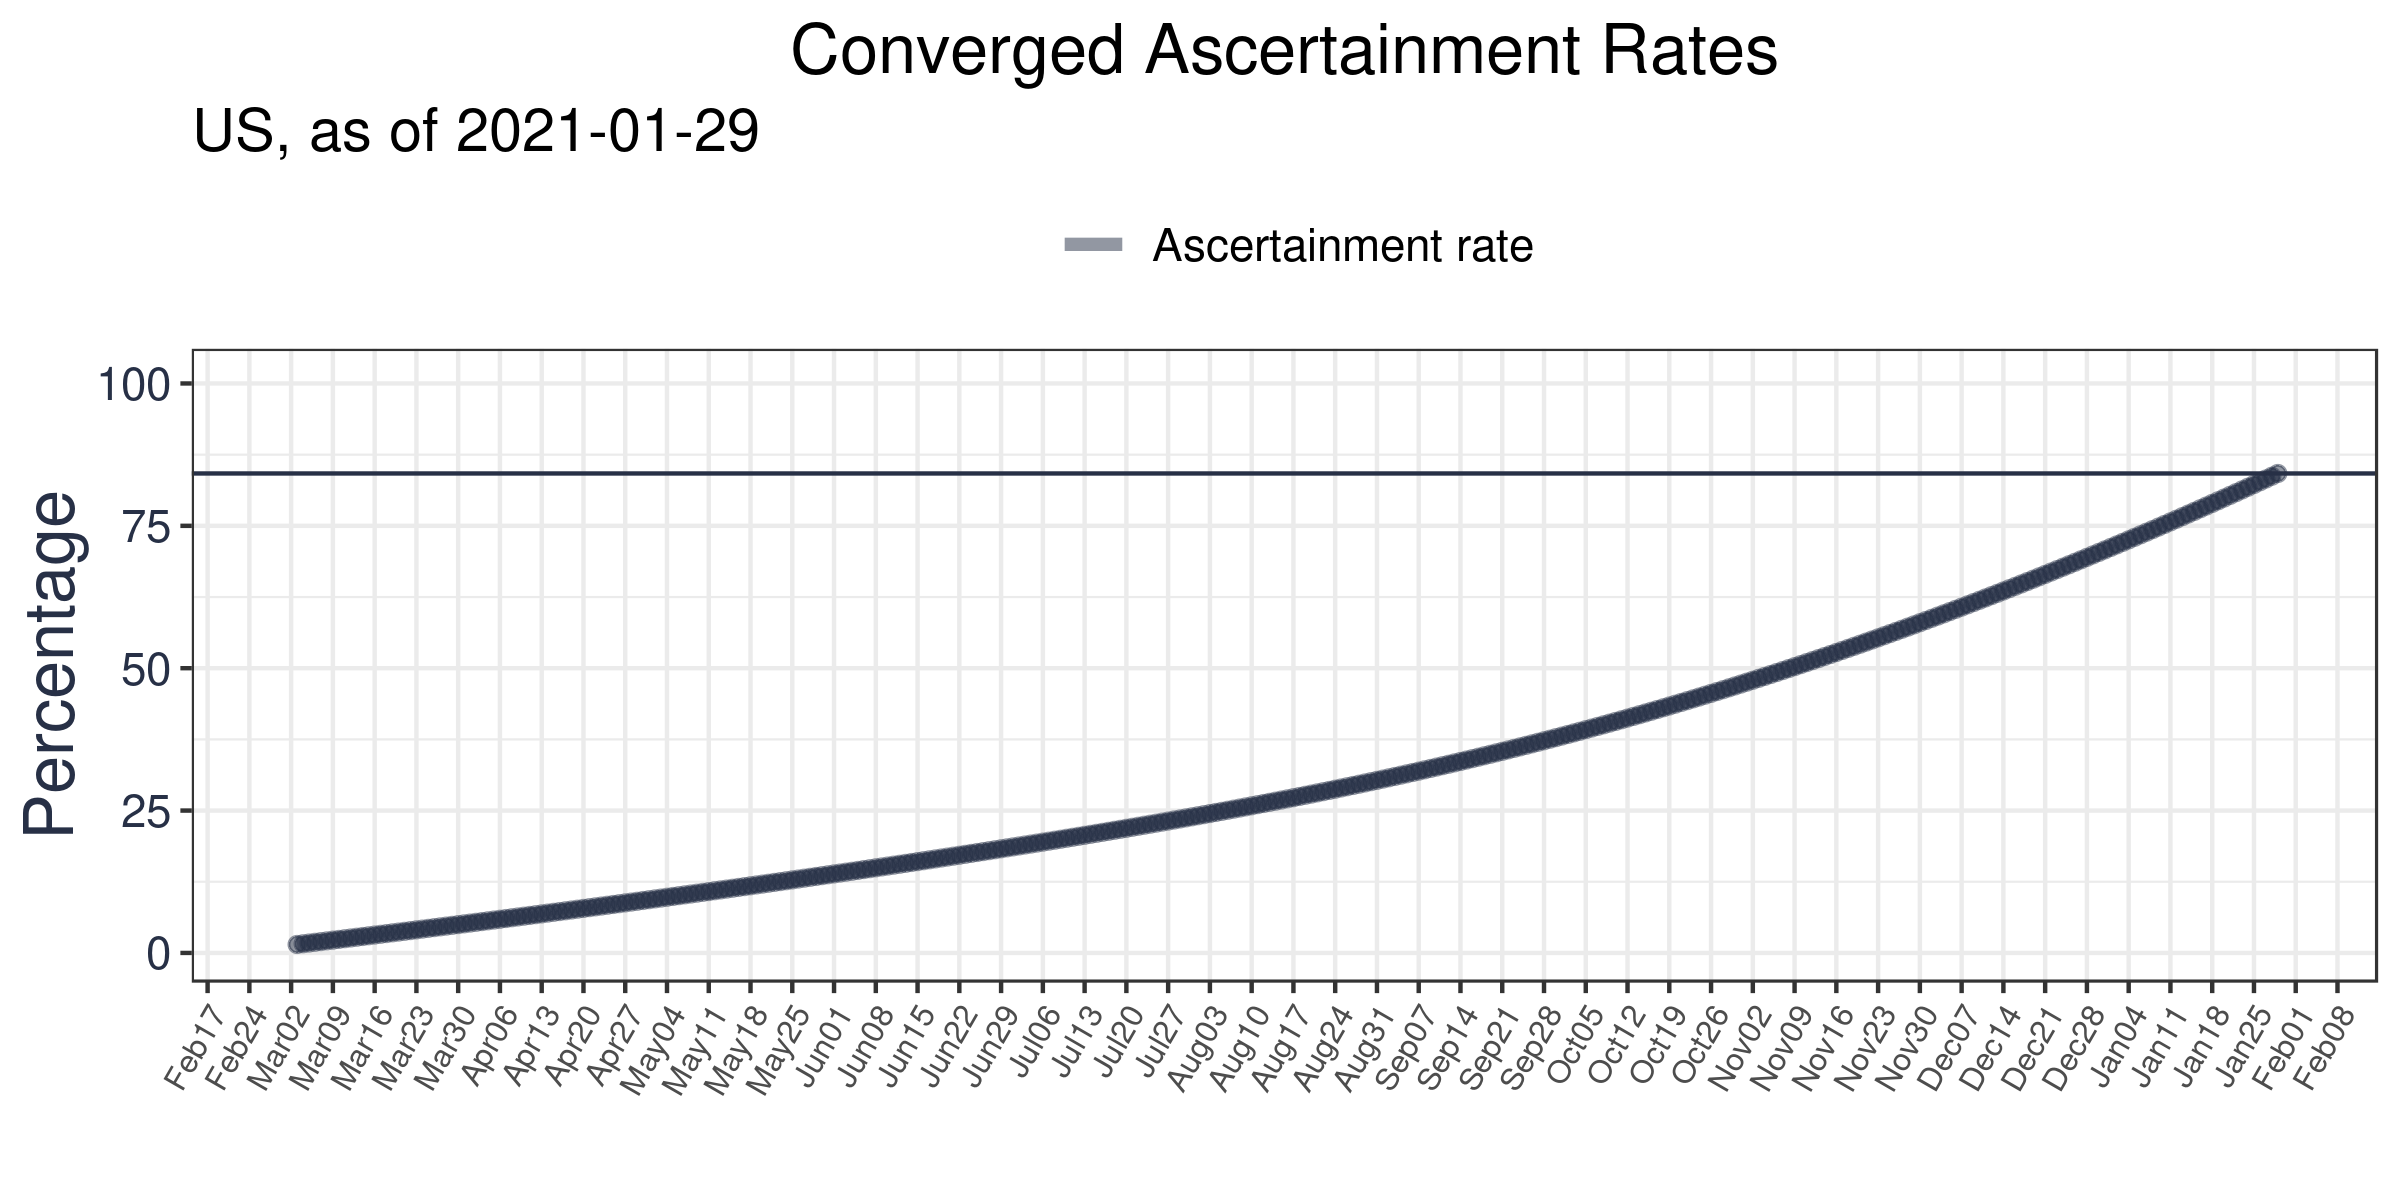 Converged Ascertainment Rates
US, as of 2021-01-29
Ascertainment rate
Percentage
100
75
50
25
0
Feb17 Feb24 Mar02 Mar09 Mar16 Mar23 Mar30 Apr06 Apr13 Apr20 Apr27 May04 May11 May18 May25 Jun01 Jun08 Jun15 Jun22 Jun29 Jul06 Jul13 Jul20 Jul27 Aug03 Aug10 Aug17 Aug24 Aug31 Sep07 Sep14 Sep21 Sep28 Oct05 Oct12 Oct19 Oct26 Nov02 Nov09 Nov16 Nov23 Nov30 Dec07 Dec14 Dec21 Dec28 Jan04 Jan11 Jan18 Jan25 Feb01 Feb08